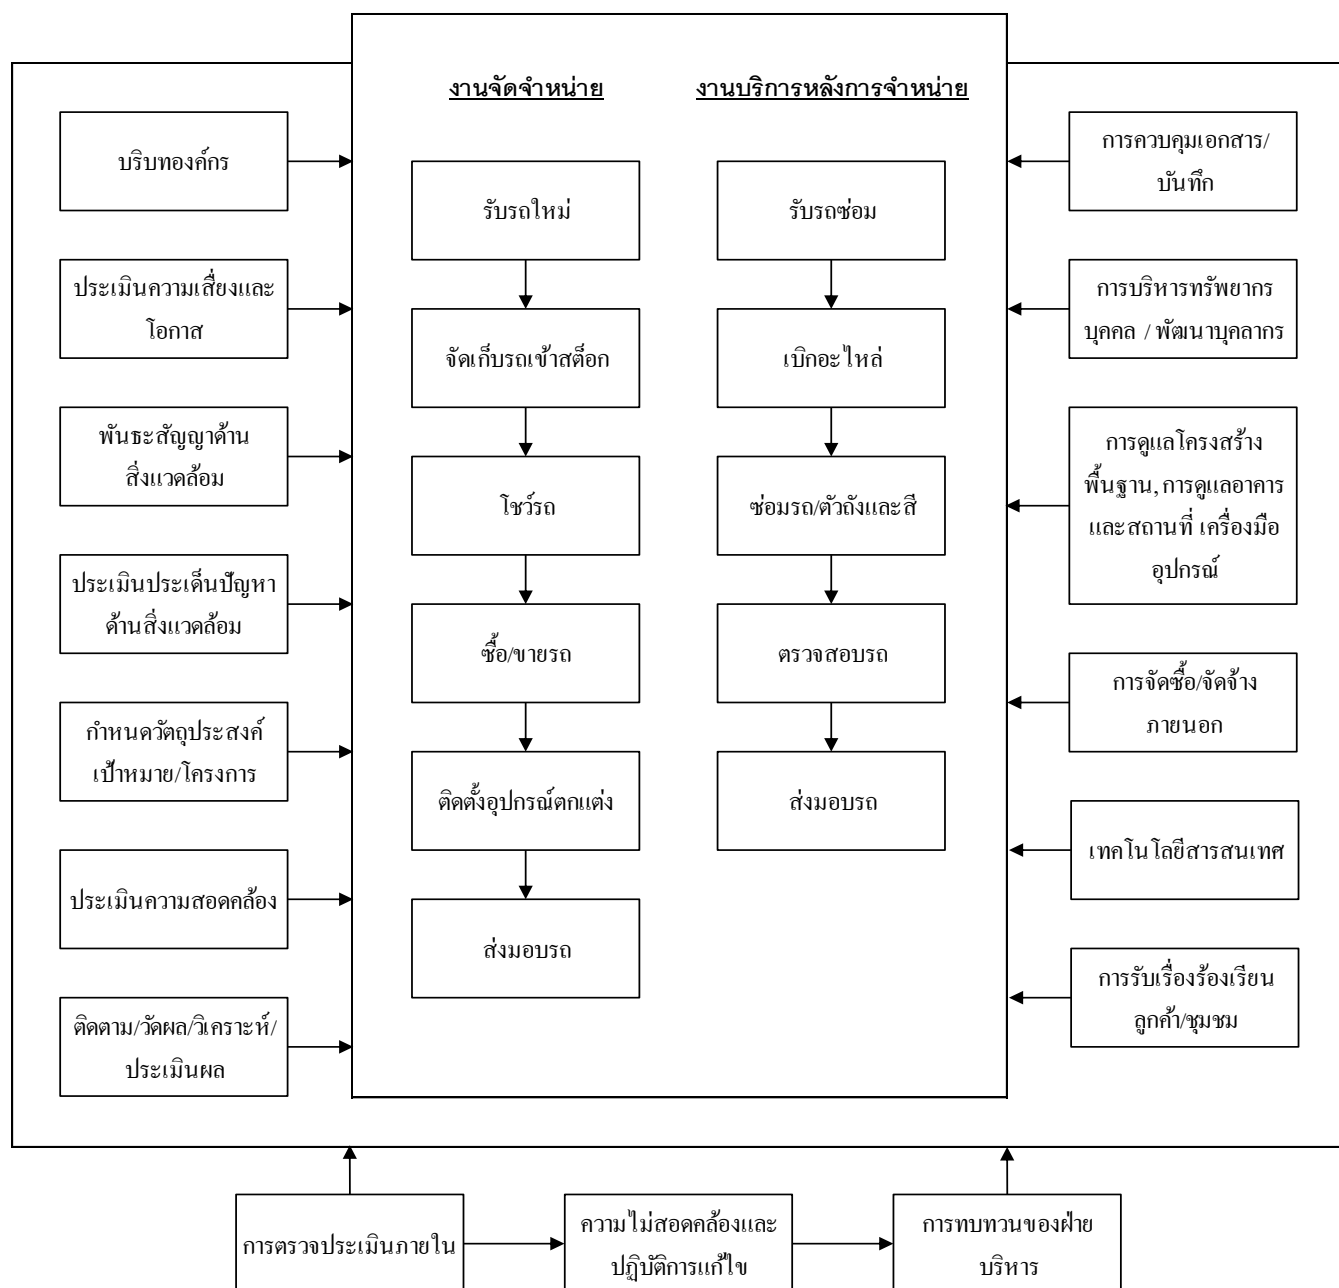 งานจัดจำหน่าย
งานบริการหลังการจำหน่าย
บริบทองค์กร
ประเมินความเสี่ยงและ
โอกาส
พันธะสัญญาด้าน
สิ่งแวดล้อม
ประเมินประเด็นปัญหา
ด้านสิ่งแวดล้อม
กำหนดวัตถุประสงค์
เป้าหมาย/โครงการ
ประเมินความสอดคล้อง
ติดตาม/วัดผล/วิเคราะห์/
ประเมินผล
รับรถใหม่
จัดเก็บรถเข้าสต็อก
โชว์รถ
ซื้อ/ขายรถ
ติดตั้งอุปกรณ์ตกแต่ง
ส่งมอบรถ
รับรถซ่อม
เบิกอะไหล่
ซ่อมรถ/ตัวถังและสี
ตรวจสอบรถ
ส่งมอบรถ
การควบคุมเอกสาร/
บันทึก
การบริหารทรัพยากร
บุคคล / พัฒนาบุคลากร
การดูแลโครงสร้าง
พื้นฐาน, การดูแลอาคาร
และสถานที่ เครื่องมือ
อุปกรณ์
การจัดซื้อ/จัดจ้าง
ภายนอก
เทคโนโลยีสารสนเทศ
การรับเรื่องร้องเรียน
ลูกค้า/ชุมชม
การตรวจประเมินภายใน
ความไม่สอดคล้องและ
ปฏิบัติการแก้ไข
การทบทวนของฝ่าย
บริหาร